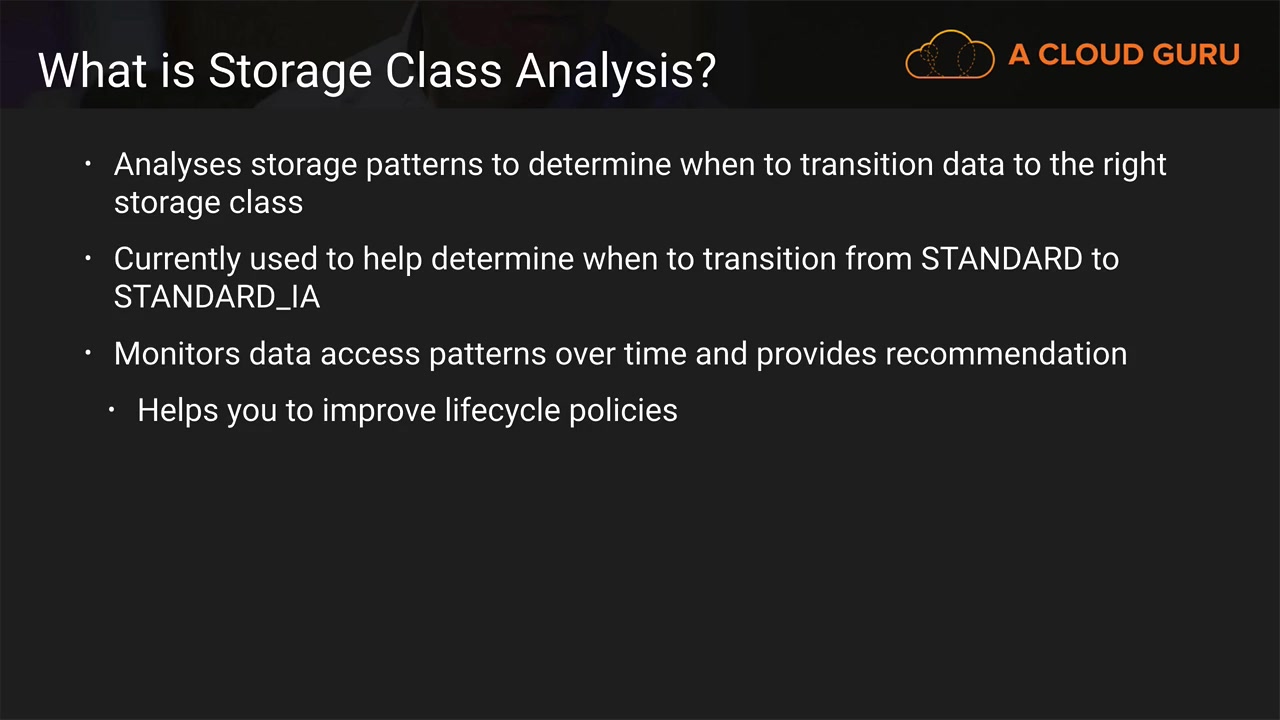 What is Storage Class Analysis?
A CLOUD GURU
• Analyses storage patterns to determine when to transition data to the right
storage class
• Currently used to help determine when to transition from STANDARD to
STANDARD_IA
• Monitors data access patterns over time and provides recommendation
• Helps you to improve lifecycle policies